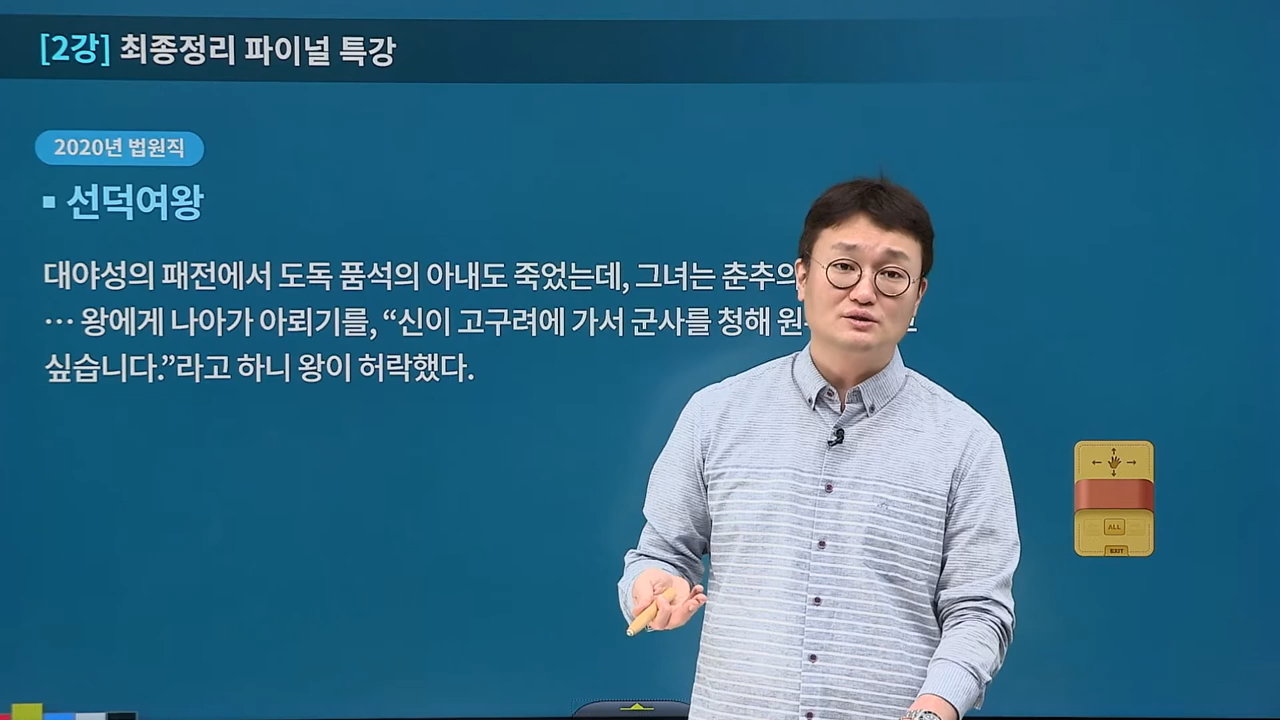 [2강] 최종정리 파이널 특강
2020년 법원직
▪ 선덕여왕
대야성의 패전에서 도독 품석의 아내도 죽었는데, 그녀는 춘추의
… 왕에게 나아가 아뢰기를, “신이 고구려에 가서 군사를 청해
싶습니다.”라고 하니 왕이 허락했다.
ALL
EXIT